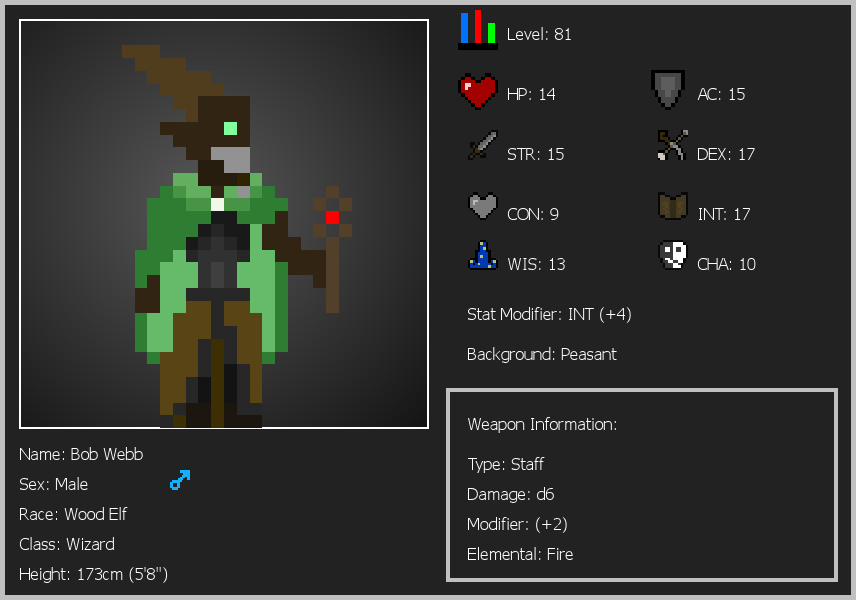 Level: 81
HP: 14
AC: 15
STR: 15
DEX: 17
CON: 9
INT: 17
WIS: 13
CHA: 10
Stat Modifier: INT (+4)
Background: Peasant
Weapon Information:
Type: Staff
Damage: d6
Modifier: (+2)
Elemental: Fire
Name: Bob Webb
Sex: Male
Race: Wood Elf
Class: Wizard
Height: 173cm (5'8")